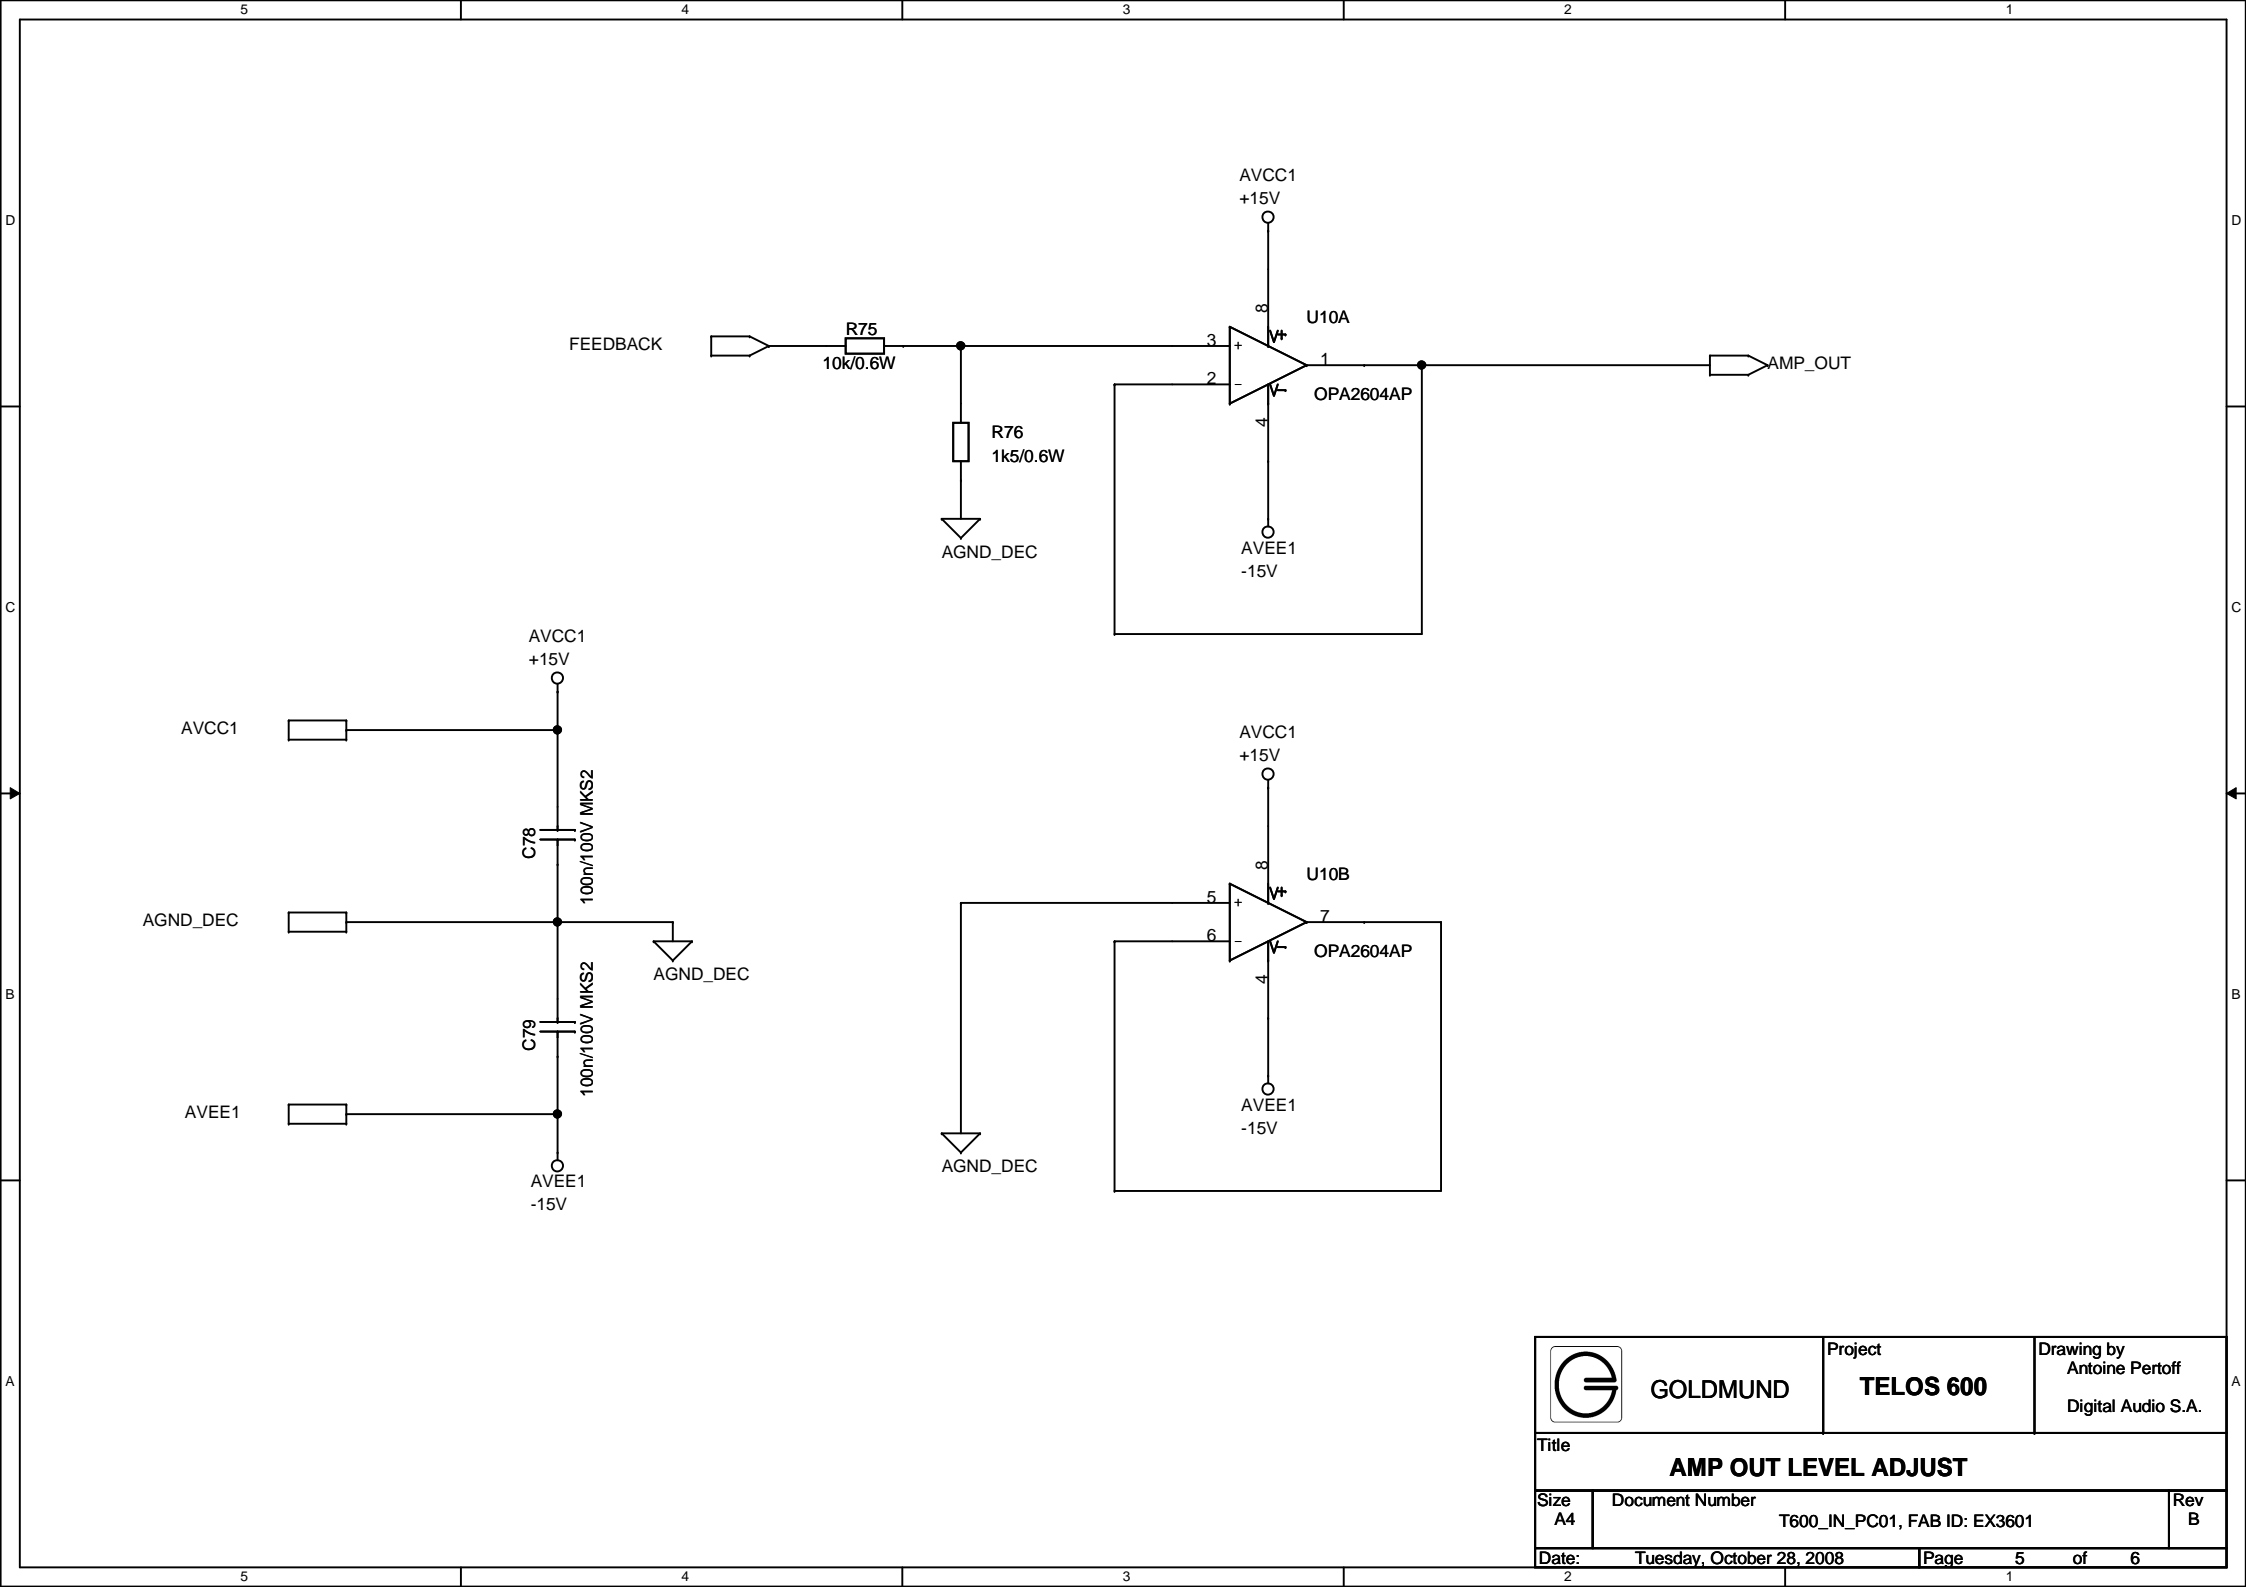 5 4 3 2 1
D D
C C
B B
A A
AVCC1
+15V
8
U10A
V+
FEEDBACK
R75
10k/0.6W
3
+
2
-
1
V-
OPA2604AP
AMP_OUT
4
R76
1k5/0.6W
AGND_DEC
AVEE1
-15V
AVCC1
+15V
AVCC1
C78
100n/100V MKS2
AGND_DEC
AGND_DEC
C79
100n/100V MKS2
AVEE1
AVEE1
-15V
AVCC1
+15V
8
U10B
V+
5
+
6
-
7
V-
OPA2604AP
4
AGND_DEC
AVEE1
-15V
GOLDMUND
Project
TELOS 600
Drawing by
Antoine Pertoff
Digital Audio S.A.
Title
AMP OUT LEVEL ADJUST
Size
A4
Document Number
T600_IN_PC01, FAB ID: EX3601
Rev
B
Date: Tuesday, October 28, 2008
Page 5 of 6
5 4 3 2 1